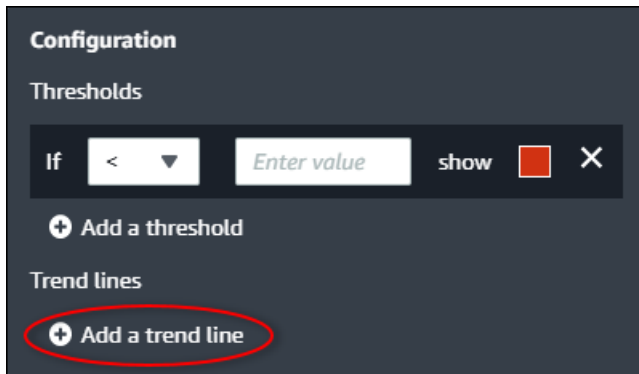 Configuration
Thresholds
If < Enter value show ×
Add a threshold
Trend lines
Add a trend line